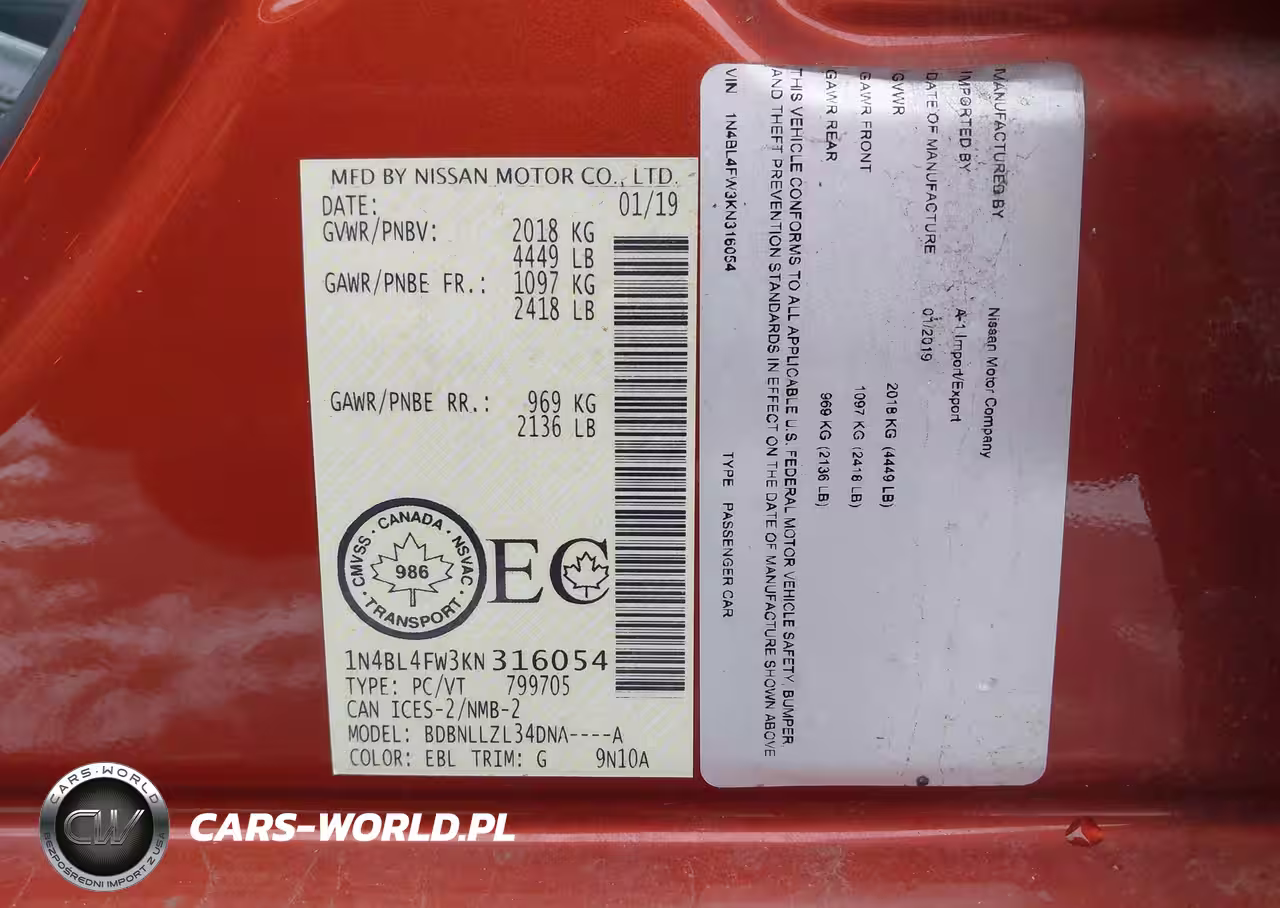 MFD BY NISSAN MOTOR CO., LTD.
DATE: 01/19
GVWR/PNBV: 2018 KG
4449 LB
GAWR/PNBE FR.: 1097 KG
2418 LB
GAWR/PNBE RR.: 969 KG
2136 LB
CANADA · NSVAC · TRANSPORT · CMVSS ·
986
EC
1N4BL4FW3KN 316054
TYPE: PC/VT 799705
CAN ICES-2/NMB-2
MODEL: BDBNLLZL34DNA----A
COLOR: EBL TRIM: G 9N10A
MANUFACTURED BY Nissan Motor Company
IMPORTED BY A-1 Import/Export
DATE OF MANUFACTURE 01/2019
GVWR 2018 KG (4449 LB)
GAWR FRONT 1097 KG (2418 LB)
GAWR REAR 969 KG (2136 LB)
THIS VEHICLE CONFORMS TO ALL APPLICABLE U.S. FEDERAL MOTOR VEHICLE SAFETY, BUMPER
AND THEFT PREVENTION STANDARDS IN EFFECT ON THE DATE OF MANUFACTURE SHOWN ABOVE
VIN 1N4BL4FW3KN316054 TYPE PASSENGER CAR
CARS-WORLD
CW
BEZPOŚREDNI IMPORT Z USA
CARS-WORLD.PL